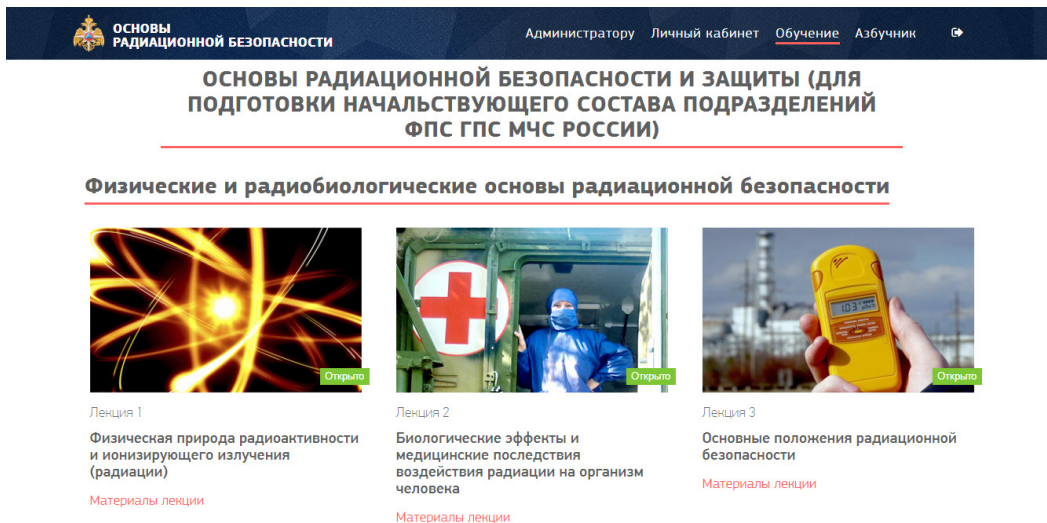 ОСНОВЫ
РАДИАЦИОННОЙ БЕЗОПАСНОСТИ
Администратору Личный кабинет Обучение Азбучник
ОСНОВЫ РАДИАЦИОННОЙ БЕЗОПАСНОСТИ И ЗАЩИТЫ (ДЛЯ
ПОДГОТОВКИ НАЧАЛЬСТВУЮЩЕГО СОСТАВА ПОДРАЗДЕЛЕНИЙ
ФПС ГПС МЧС РОССИИ)
Физические и радиобиологические основы радиационной безопасности
Открыто
Лекция 1
Физическая природа радиоактивности
и ионизирующего излучения
(радиации)
Материалы лекции
Открыто
Лекция 2
Биологические эффекты и
медицинские последствия
воздействия радиации на организм
человека
Материалы лекции
Открыто
Лекция 3
Основные положения радиационной
безопасности
Материалы лекции